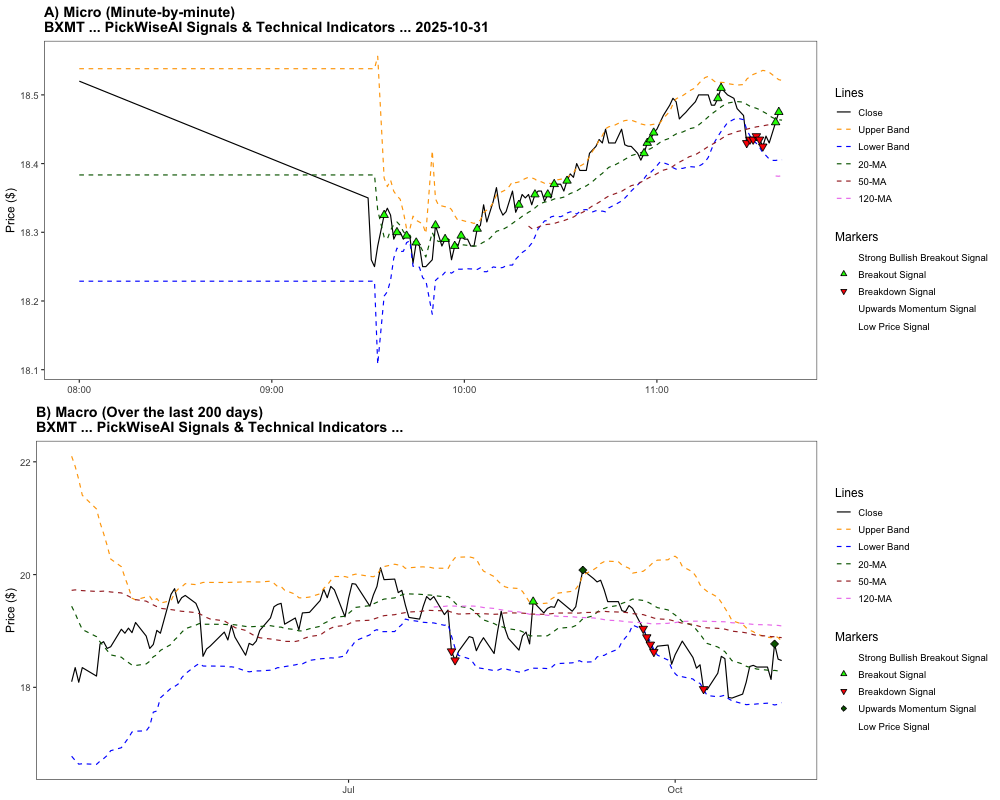 A) Micro (Minute-by-minute)
BXMT ... PickWiseAI Signals & Technical Indicators ... 2025-10-31
Price ($)
18.5
18.4
18.3
18.2
18.1
08:00
09:00
10:00
11:00
Lines
Close
Upper Band
Lower Band
20-MA
50-MA
120-MA
Markers
Strong Bullish Breakout Signal
Breakout Signal
Breakdown Signal
Upwards Momentum Signal
Low Price Signal
B) Macro (Over the last 200 days)
BXMT ... PickWiseAI Signals & Technical Indicators ...
Price ($)
22
20
18
Jul
Oct
Lines
Close
Upper Band
Lower Band
20-MA
50-MA
120-MA
Markers
Strong Bullish Breakout Signal
Breakout Signal
Breakdown Signal
Upwards Momentum Signal
Low Price Signal